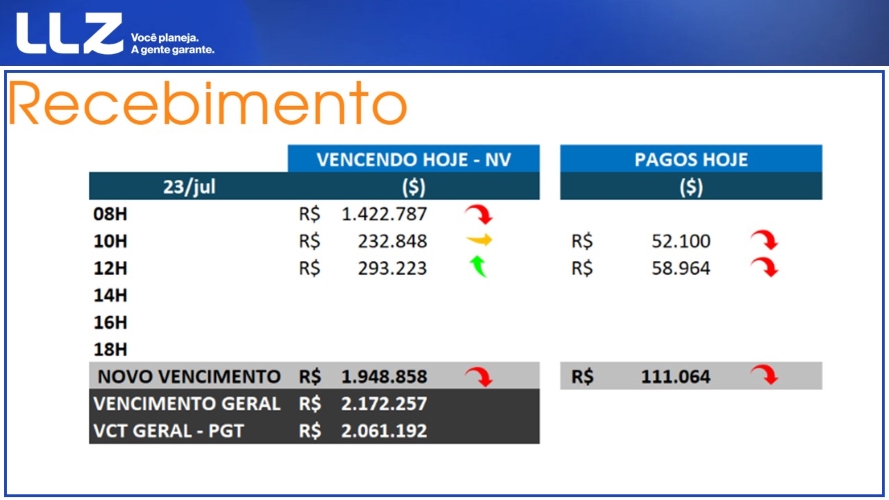 LLZ
Você planeja.
A gente garante.
Recebimento
VENCENDO HOJE - NV PAGOS HOJE
23/jul ($) ($)
08H R$ 1.422.787
10H R$ 232.848 R$ 52.100
12H R$ 293.223 R$ 58.964
14H
16H
18H
NOVO VENCIMENTO R$ 1.948.858 R$ 111.064
VENCIMENTO GERAL R$ 2.172.257
VCT GERAL - PGT R$ 2.061.192